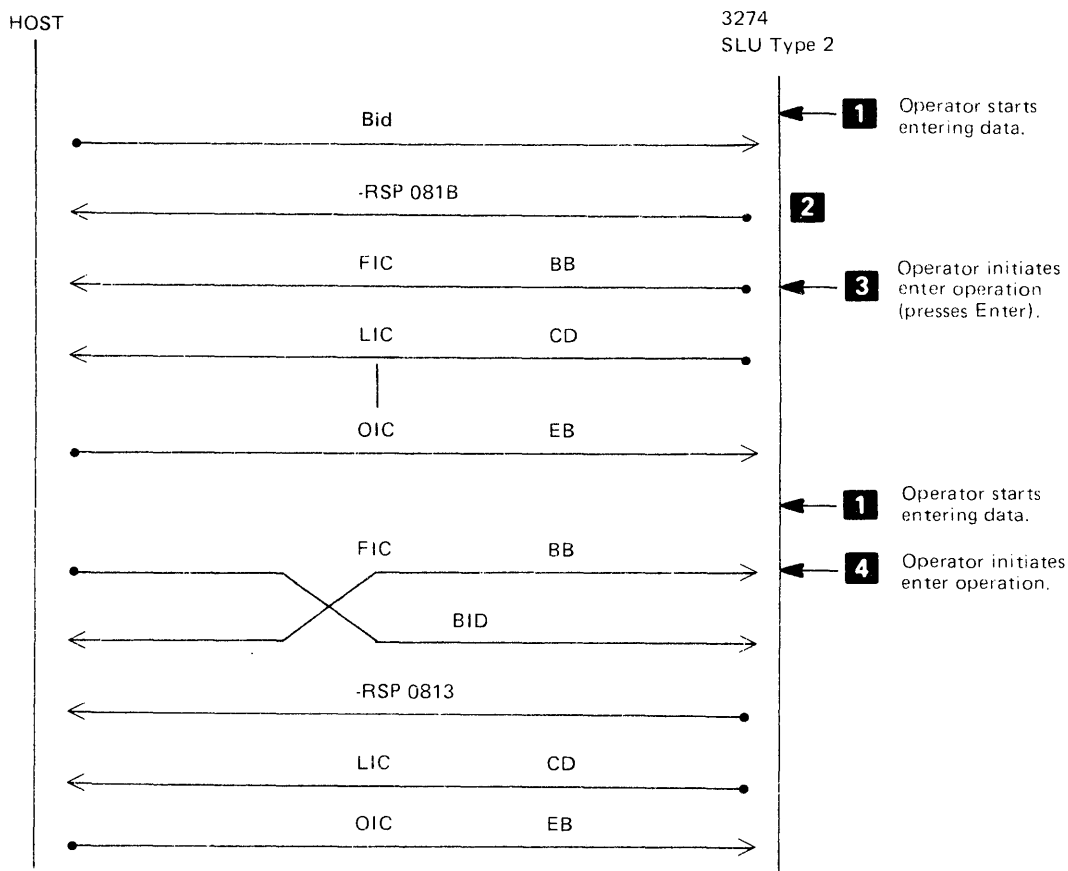 HOST
3274
SLU Type 2
1 Operator starts
entering data.
Bid
-RSP 081B
2
FIC BB
3 Operator initiates
enter operation
(presses Enter).
LIC CD
OIC EB
1 Operator starts
entering data.
FIC BB
4 Operator initiates
enter operation.
BID
-RSP 0813
LIC CD
OIC EB